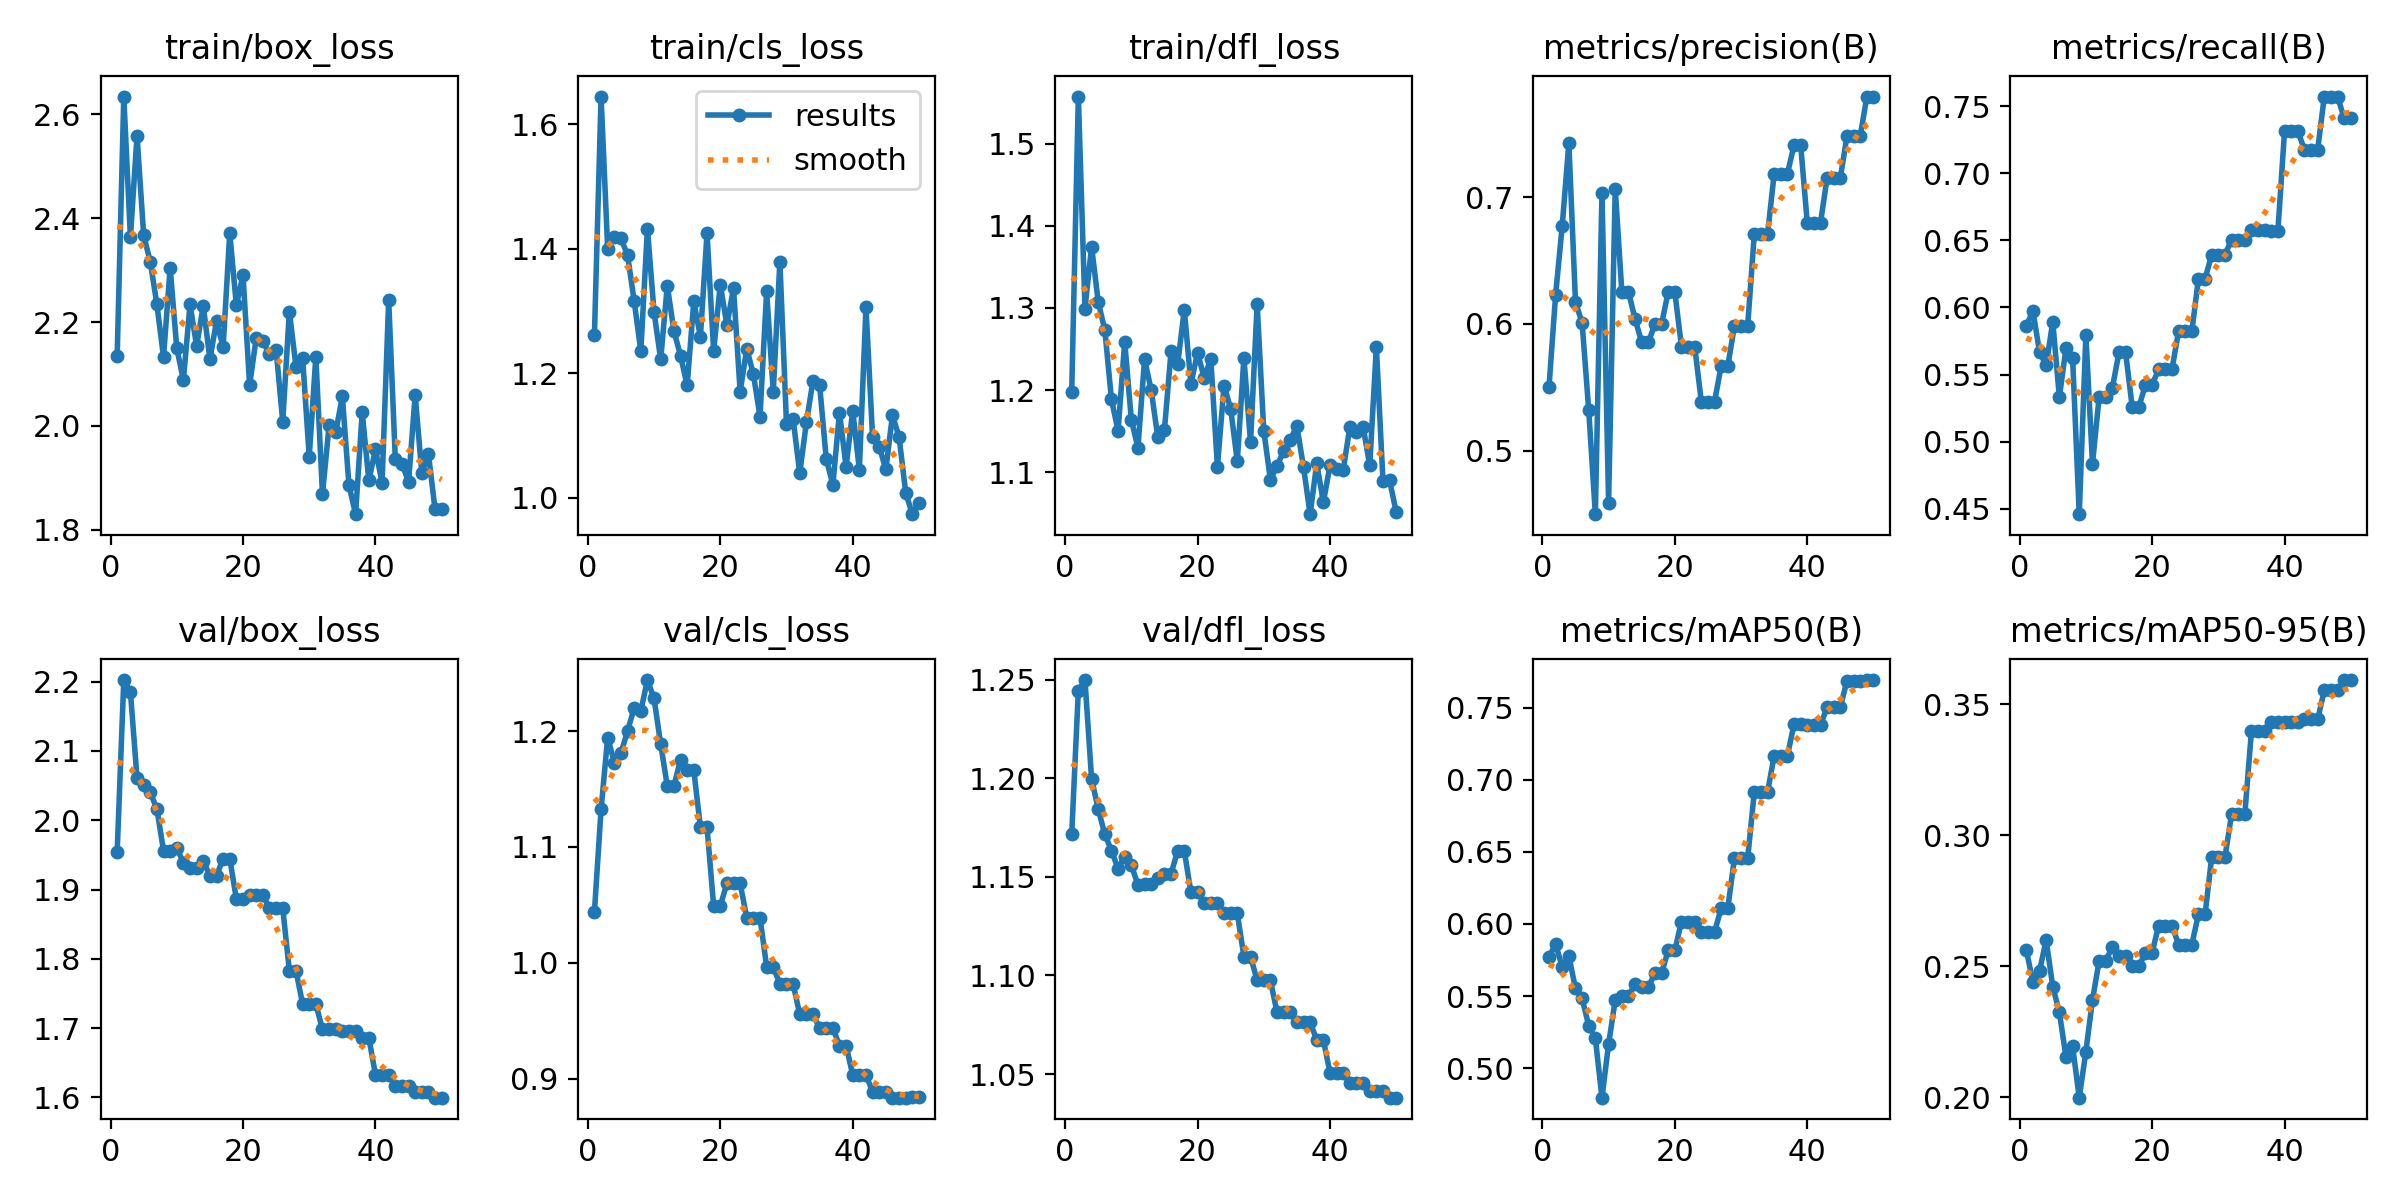 train/box_loss
2.6
2.4
2.2
2.0
1.8
0 20 40
train/cls_loss
results
smooth
1.6
1.4
1.2
1.0
0 20 40
train/dfl_loss
1.5
1.4
1.3
1.2
1.1
0 20 40
metrics/precision(B)
0.7
0.6
0.5
0 20 40
metrics/recall(B)
0.75
0.70
0.65
0.60
0.55
0.50
0.45
0 20 40
val/box_loss
2.2
2.1
2.0
1.9
1.8
1.7
1.6
0 20 40
val/cls_loss
1.2
1.1
1.0
0.9
0 20 40
val/dfl_loss
1.25
1.20
1.15
1.10
1.05
0 20 40
metrics/mAP50(B)
0.75
0.70
0.65
0.60
0.55
0.50
0 20 40
metrics/mAP50-95(B)
0.35
0.30
0.25
0.20
0 20 40